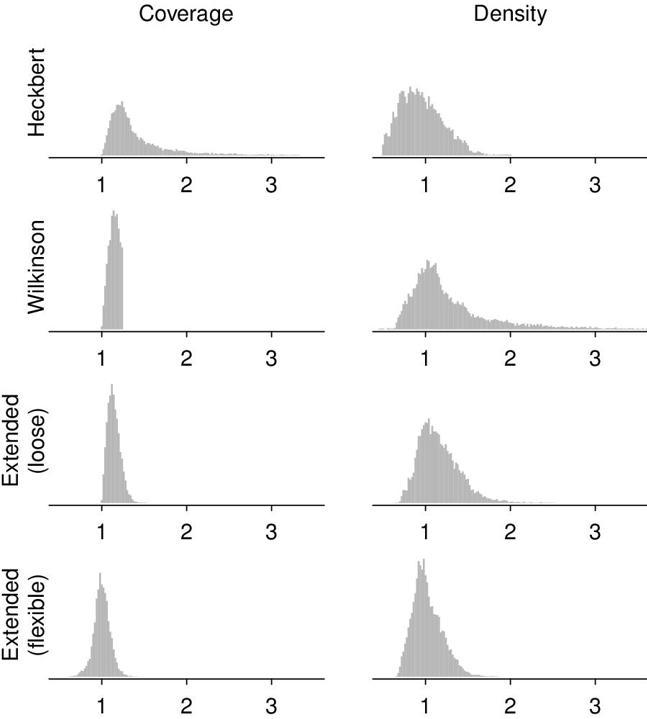 Coverage Density
Heckbert
1 2 3 1 2 3
Wilkinson
1 2 3 1 2 3
Extended
(loose)
1 2 3 1 2 3
Extended
(flexible)
1 2 3 1 2 3